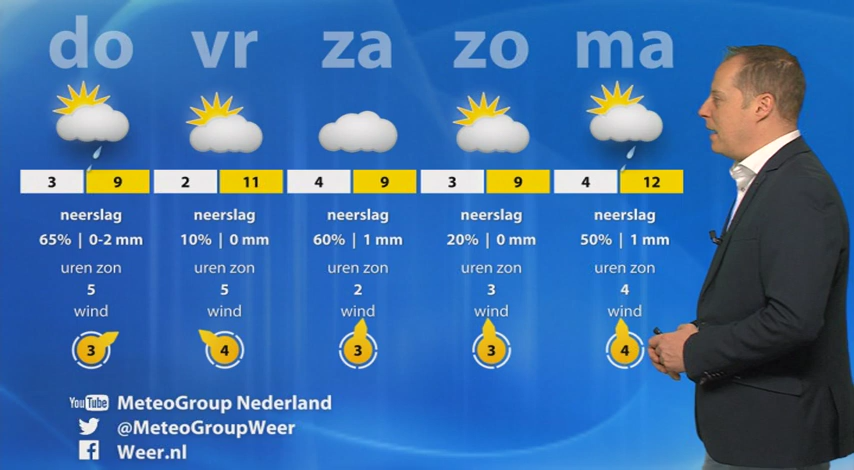 do vr za zo ma
3 9 2 11 4 9 3 9 4 12
neerslag neerslag neerslag neerslag neerslag
65% | 0-2 mm 10% | 0 mm 60% | 1 mm 20% | 0 mm 50% | 1 mm
uren zon uren zon uren zon uren zon uren zon
5 5 2 3 4
wind wind wind wind wind
3 4 3 3 4
YouTube MeteoGroup Nederland
@MeteoGroupWeer
f Weer.nl